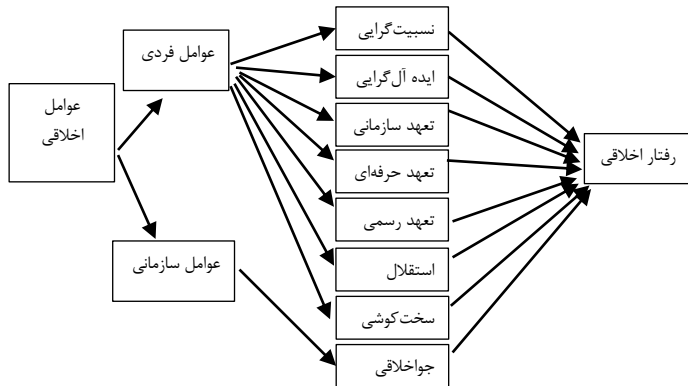 عوامل
اخلاقی
عوامل فردی
عوامل سازمانی
نسبیت‌گرایی
ایده آل‌گرایی
تعهد سازمانی
تعهد حرفه‌ای
تعهد رسمی
استقلال
سخت‌کوشی
جواخلاقی
رفتار اخلاقی